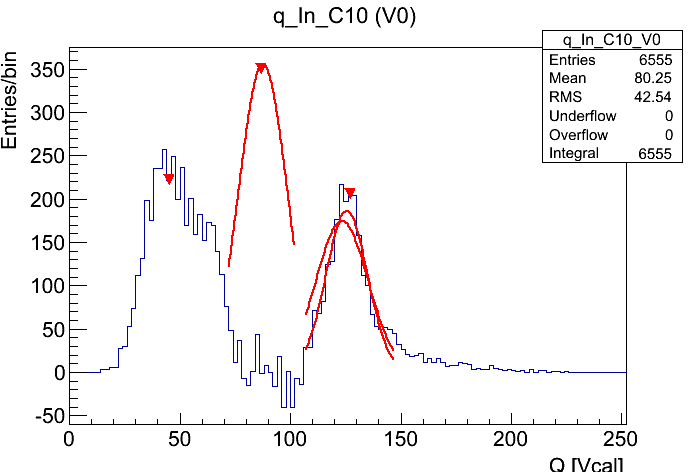 q_In_C10 (V0)
q_In_C10_V0
Entries 6555
Mean 80.25
RMS 42.54
Underflow 0
Overflow 0
Integral 6555
Entries/bin
350
300
250
200
150
100
50
0
-50
0 50 100 150 200 250
Q [Vcal]